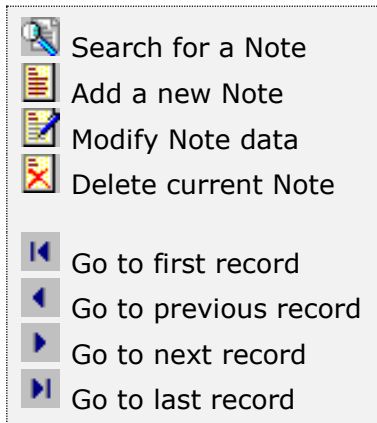 Search for a Note
Add a new Note
Modify Note data
Delete current Note
Go to first record
Go to previous record
Go to next record
Go to last record